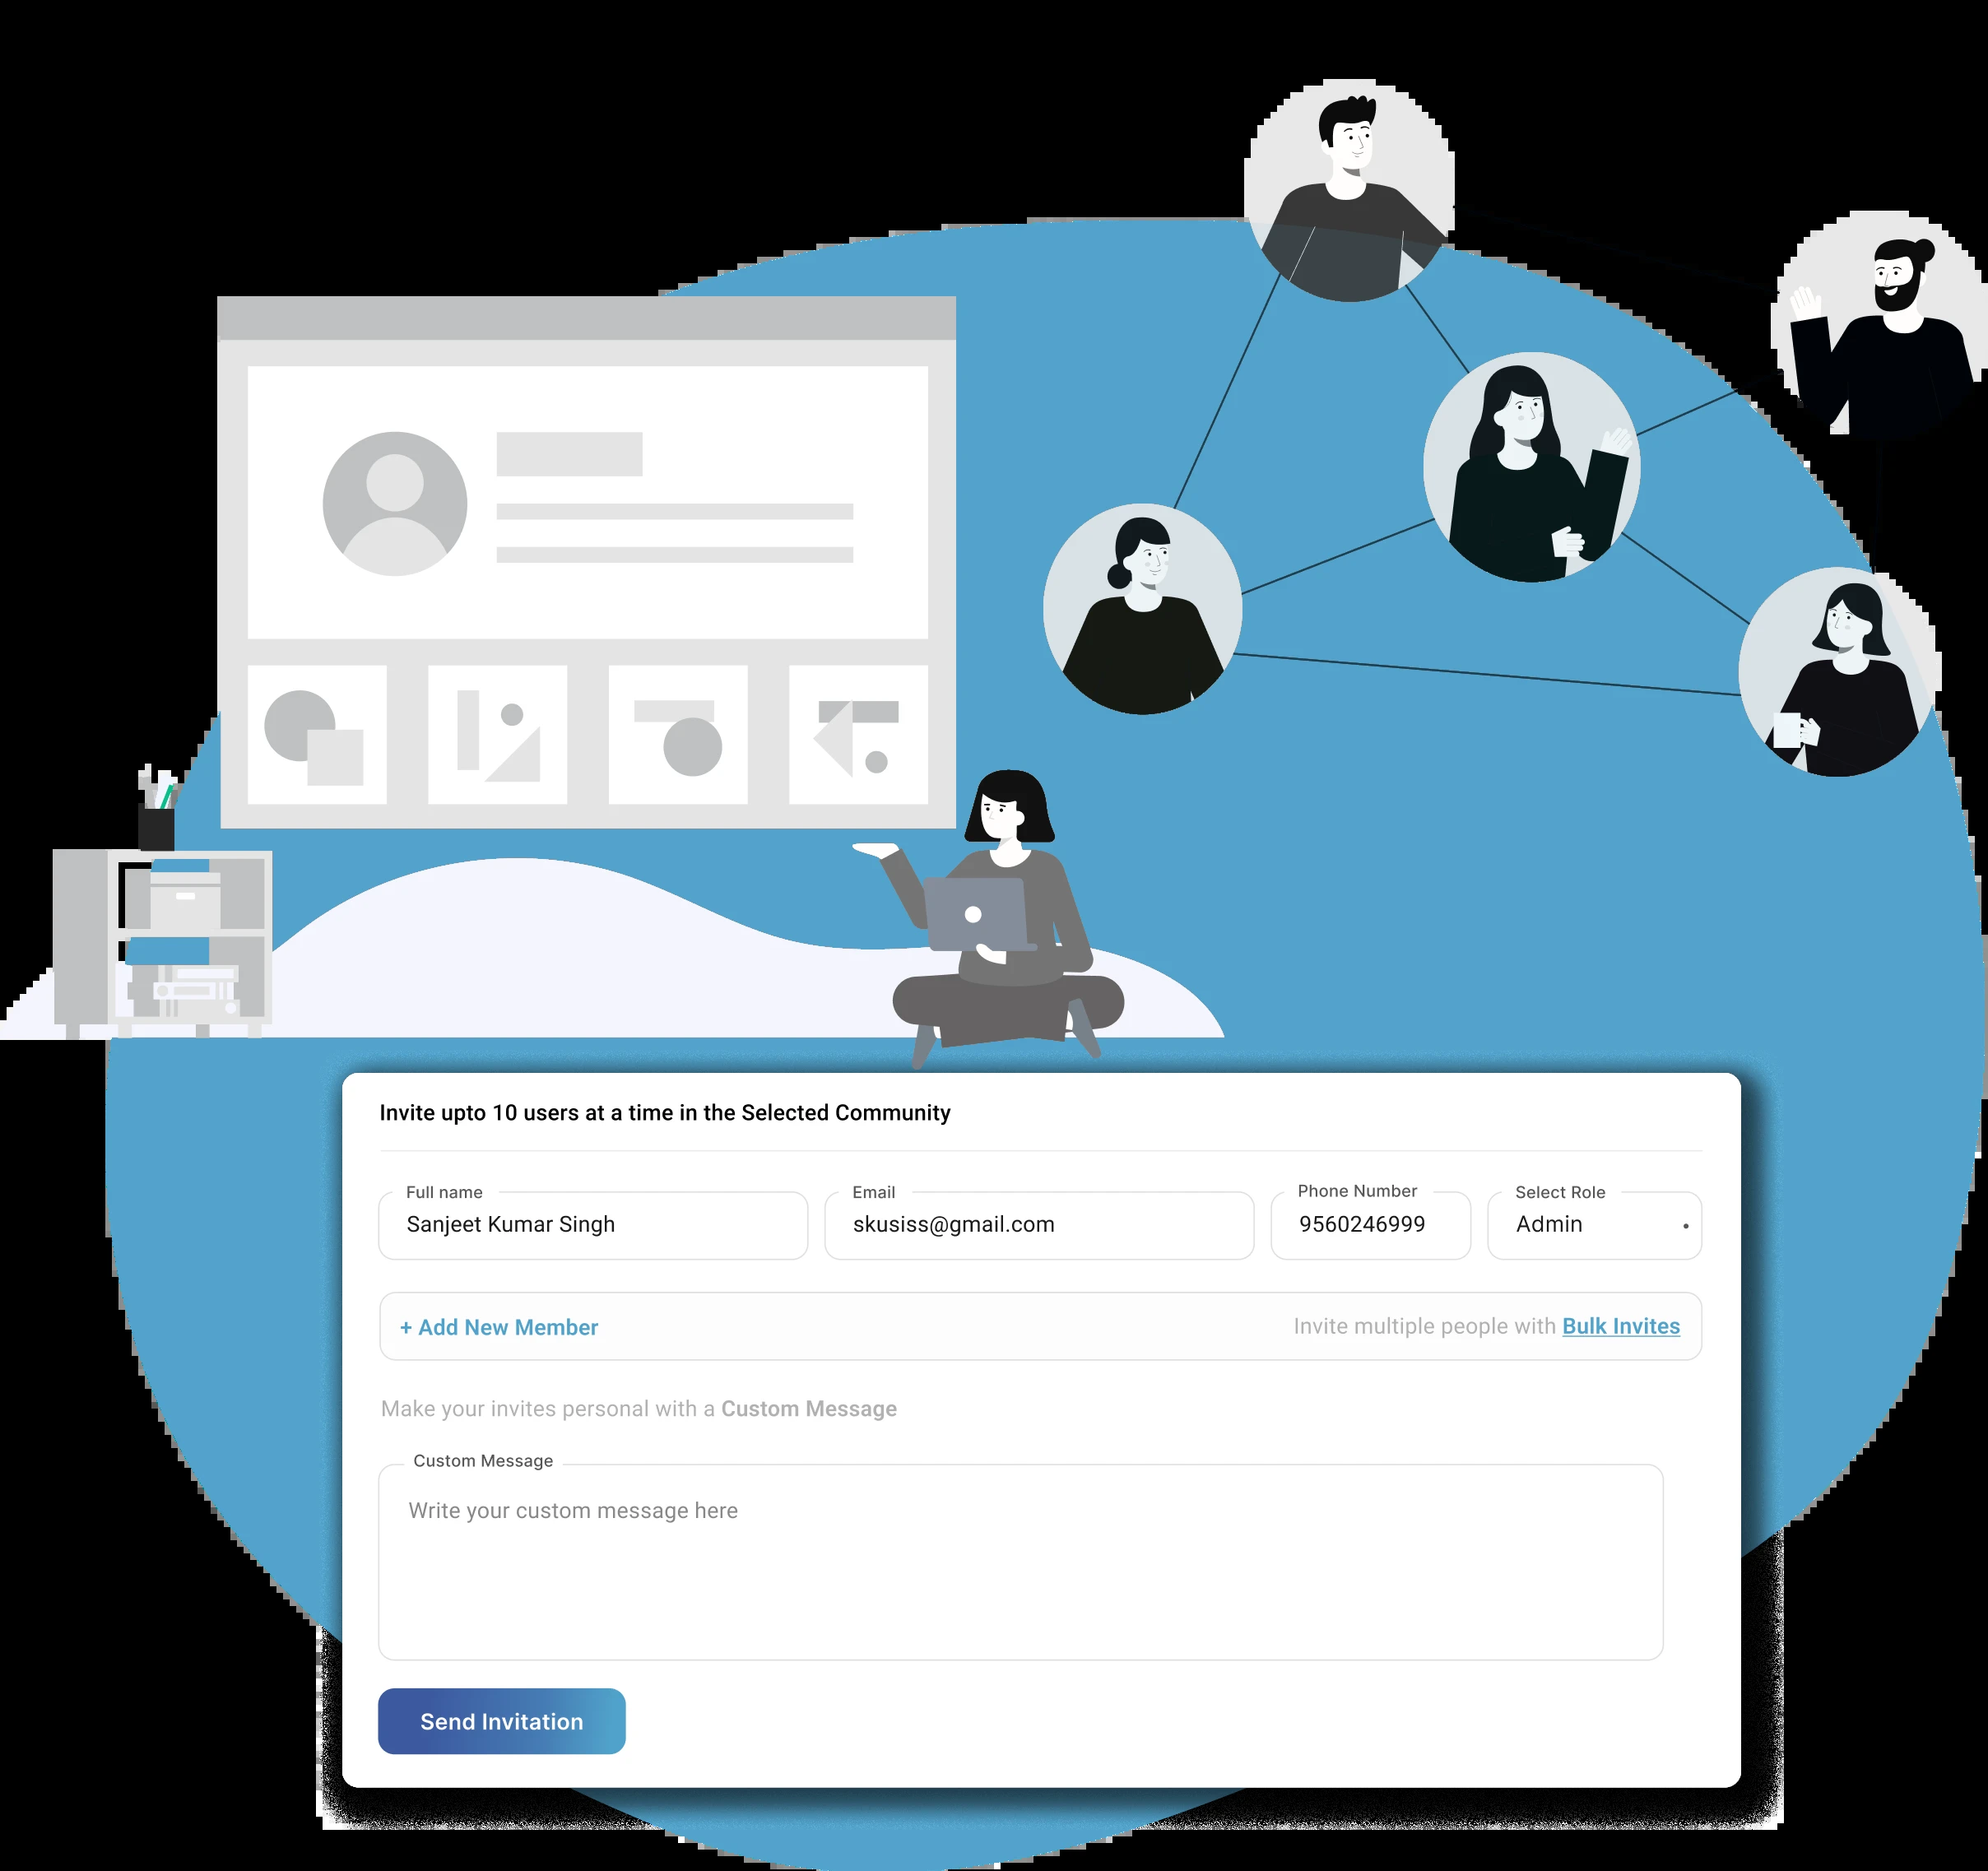 Invite upto 10 users at a time in the Selected Community
Full name
Sanjeet Kumar Singh
Email
skusiss@gmail.com
Phone Number
9560246999
Select Role
Admin
+ Add New Member
Invite multiple people with Bulk Invites
Make your invites personal with a Custom Message
Custom Message
Write your custom message here
Send Invitation